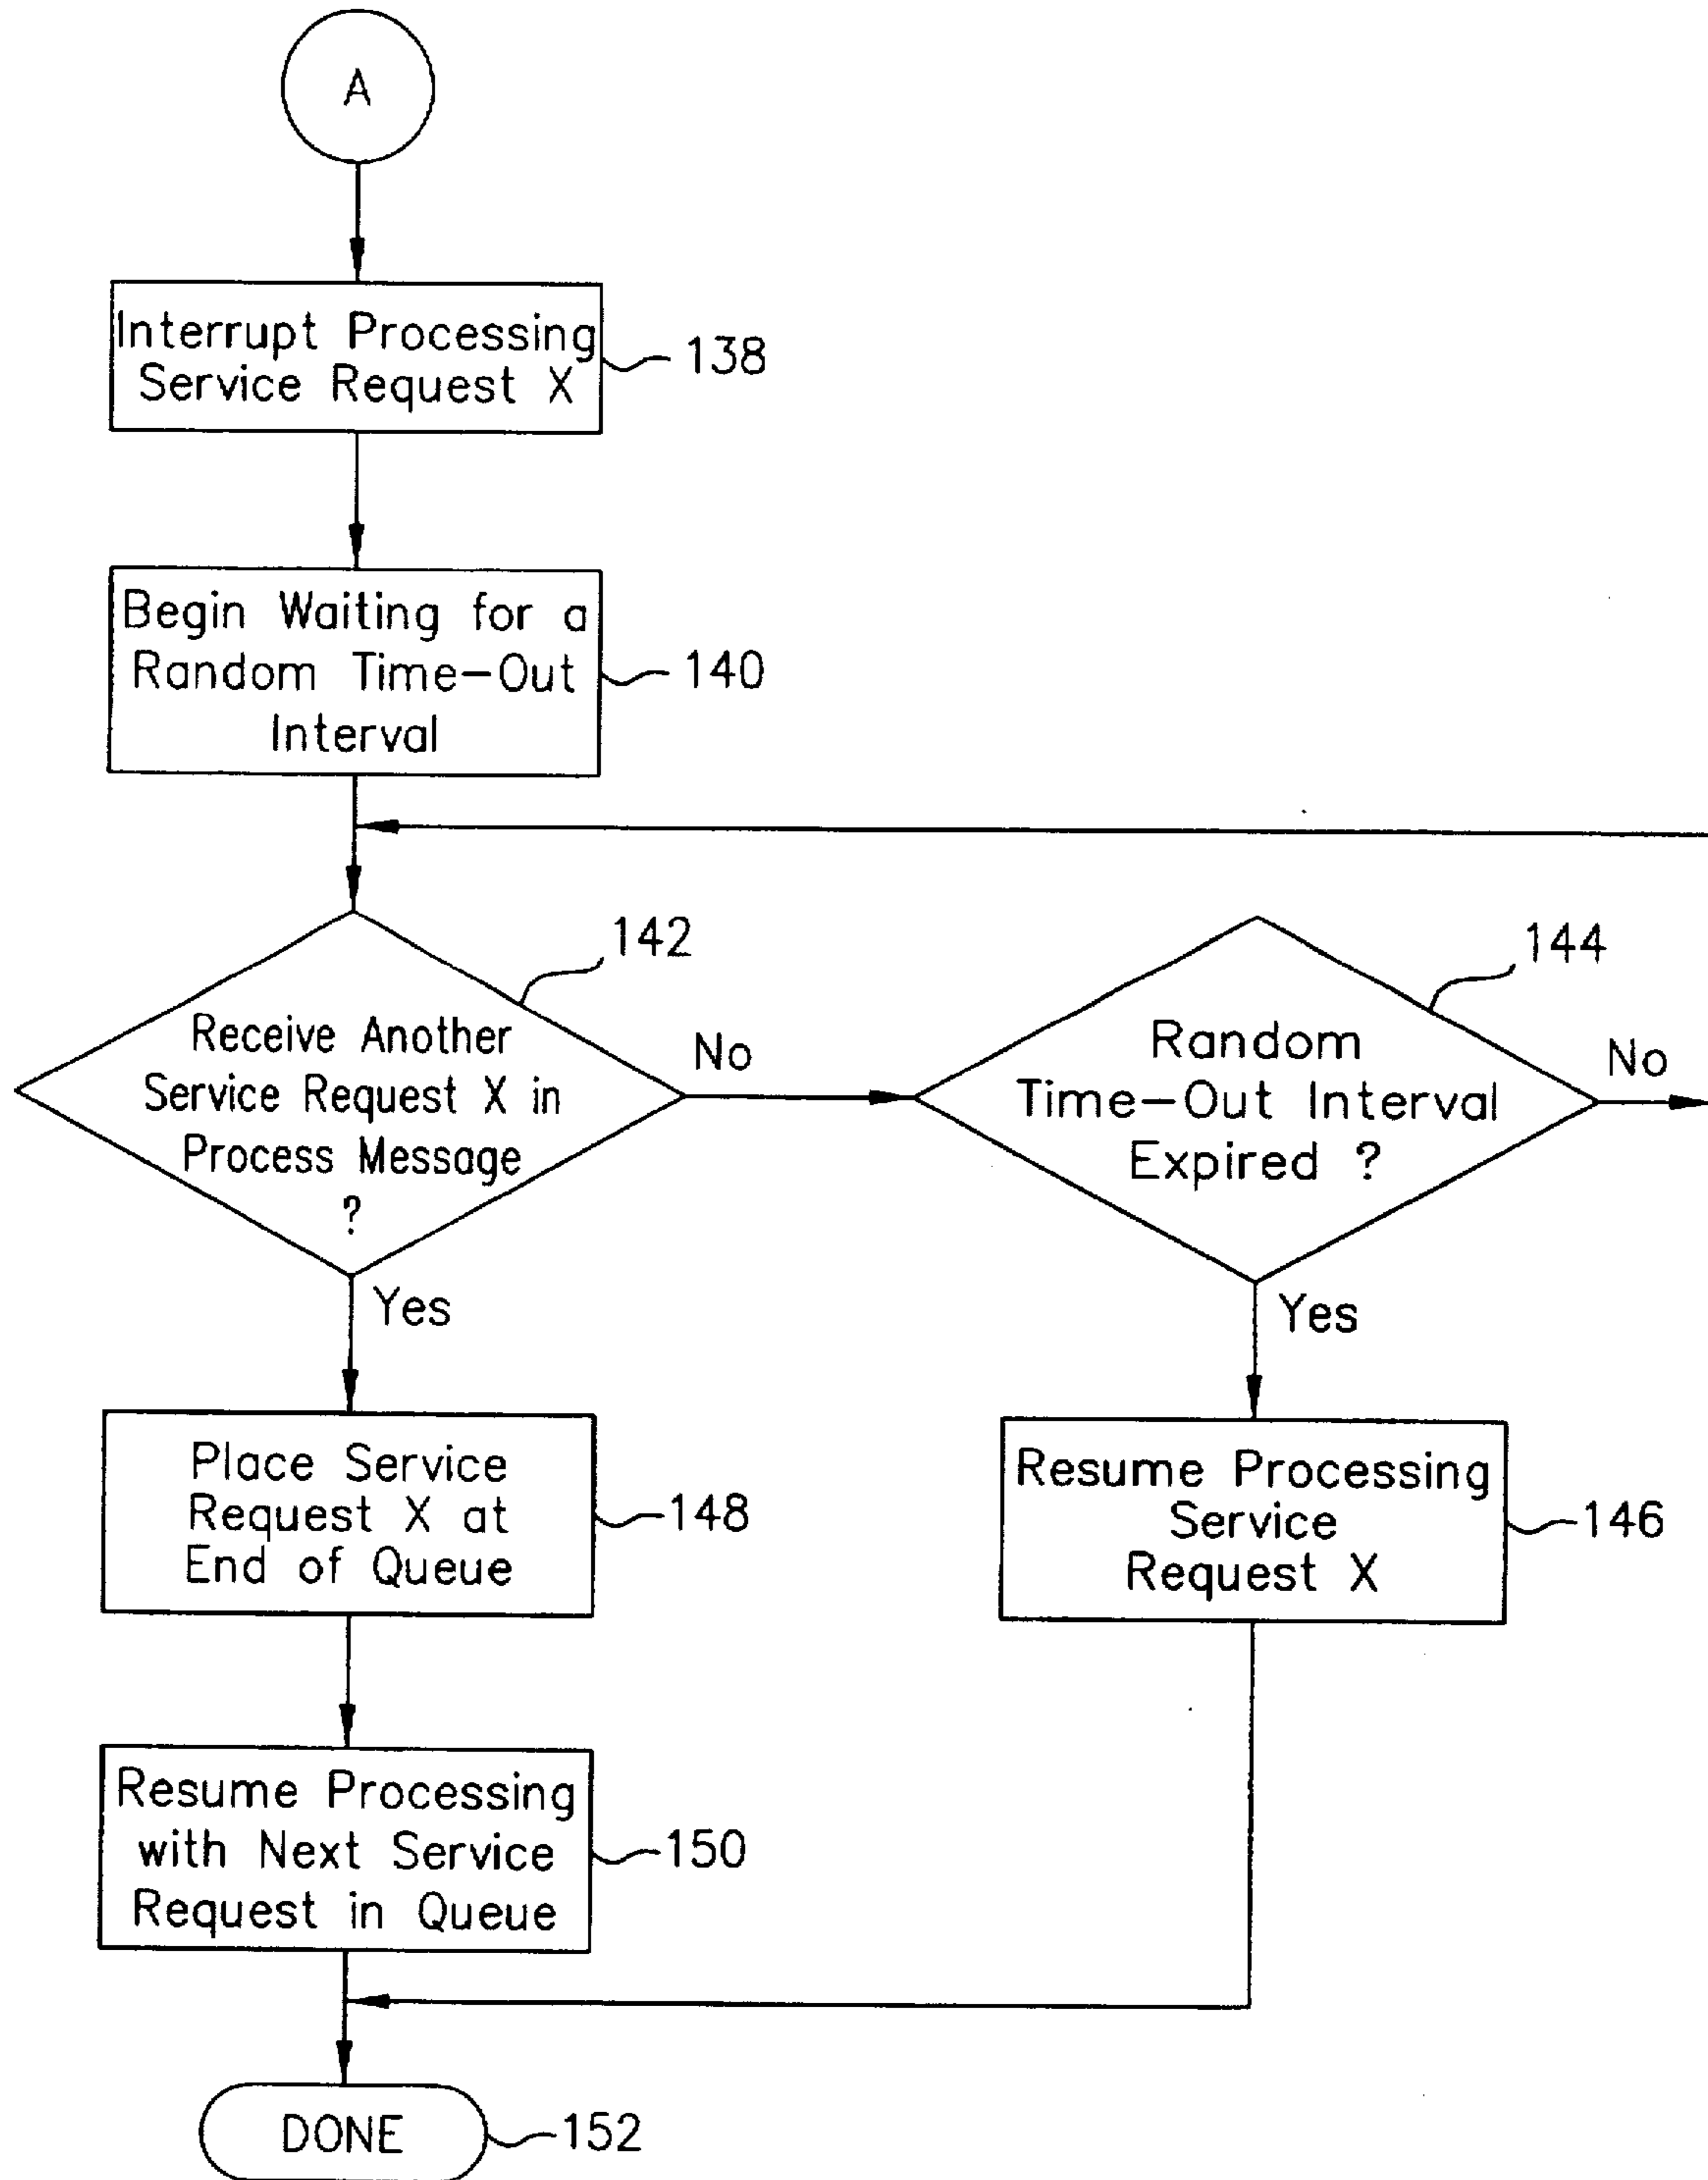 A
Interrupt Processing
Service Request X
138
Begin Waiting for a
Random Time-Out
Interval
140
142
Receive Another
Service Request X in
Process Message
?
No
Yes
144
Random
Time-Out Interval
Expired ?
No
Yes
Place Service
Request X at
End of Queue
148
Resume Processing
Service
Request X
146
Resume Processing
with Next Service
Request in Queue
150
DONE
152